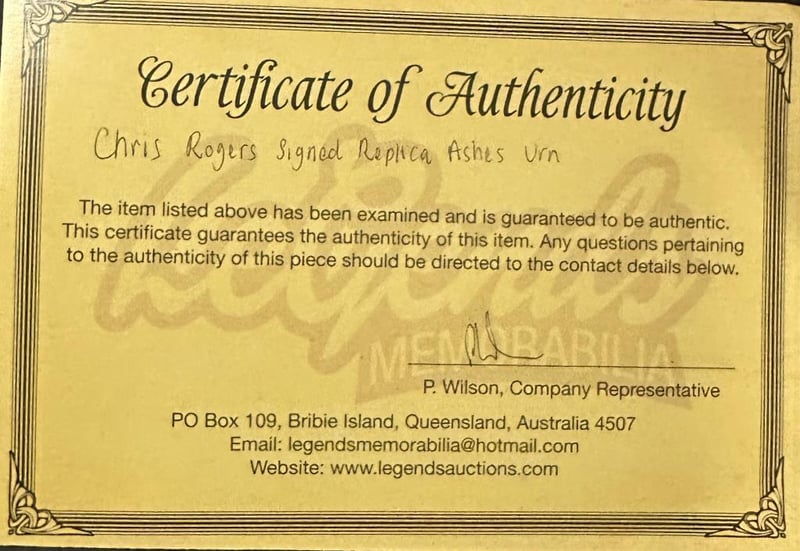 Certificate of Authenticity
Chris Rogers Signed Replica Ashes Urn
The item listed above has been examined and is guaranteed to be authentic.
This certificate guarantees the authenticity of this item. Any questions pertaining
to the authenticity of this piece should be directed to the contact details below.
Legends
MEMORABILIA
P. Wilson, Company Representative
PO Box 109, Bribie Island, Queensland, Australia 4507
Email: legendsmemorabilia@hotmail.com
Website: www.legendsauctions.com